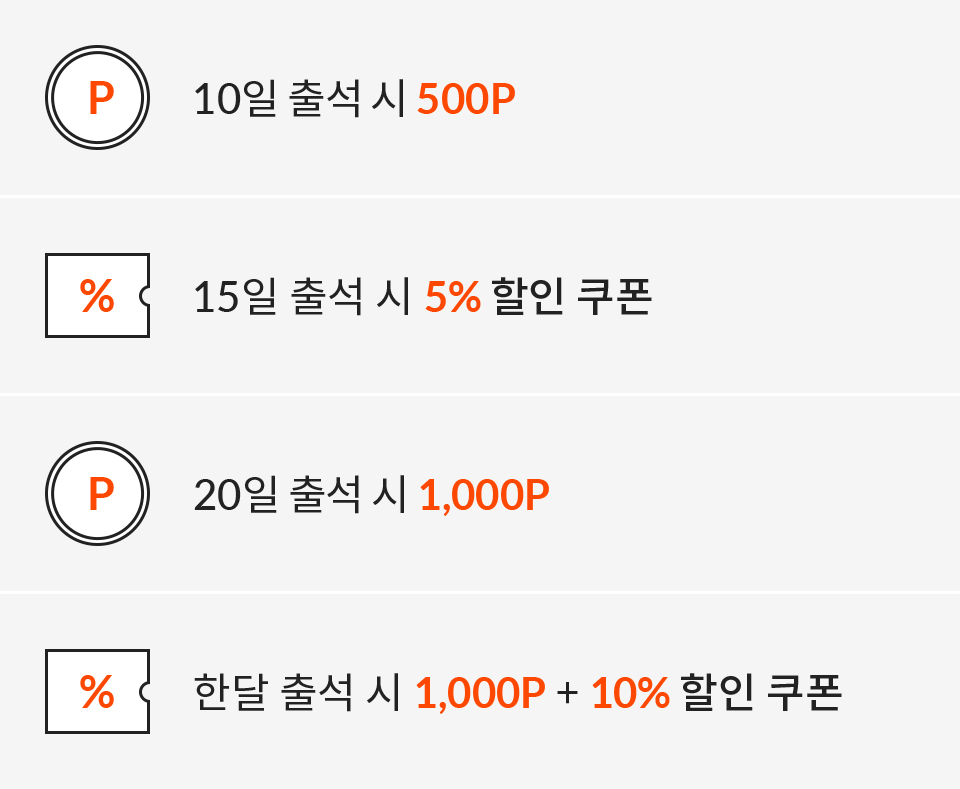 P 10일 출석 시 500P
% 15일 출석 시 5% 할인 쿠폰
P 20일 출석 시 1,000P
% 한달 출석 시 1,000P + 10% 할인 쿠폰